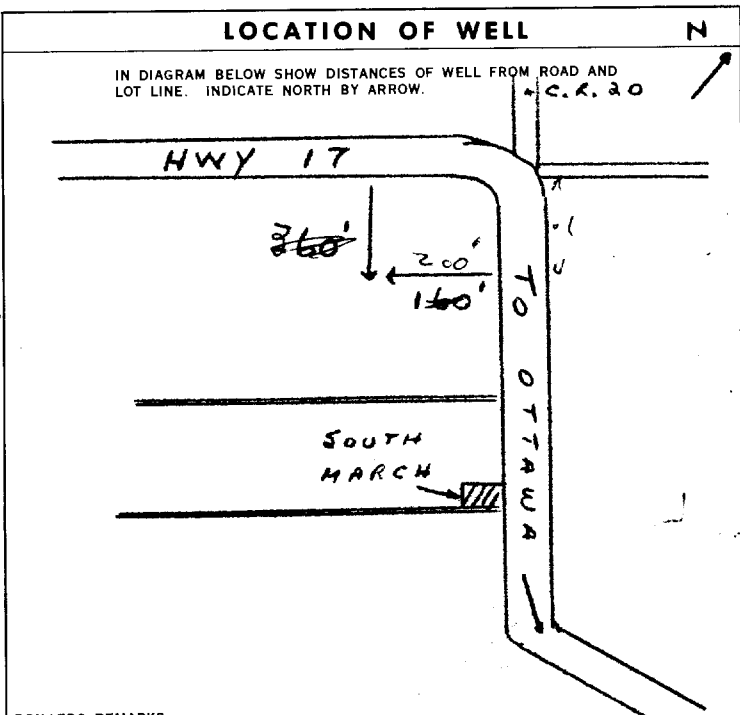 LOCATION OF WELL N
IN DIAGRAM BELOW SHOW DISTANCES OF WELL FROM ROAD AND
LOT LINE. INDICATE NORTH BY ARROW.
C.R. 20
HWY 17
360'
200'
160'
TO OTTAWA
SOUTH
MARCH